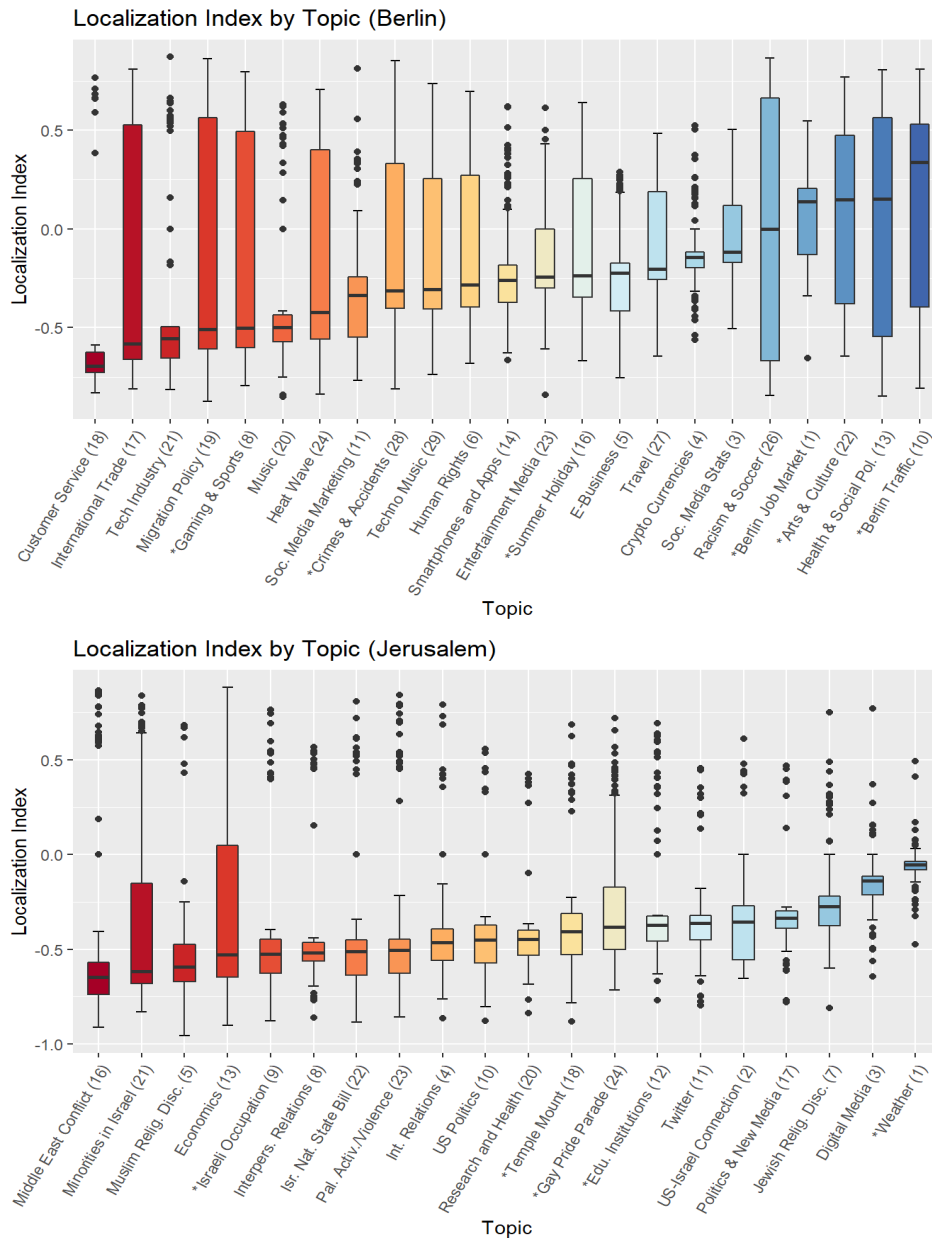 Localization Index by Topic (Berlin)
Localization Index
0.5
0.0
-0.5
Customer Service (18)
International Trade (17)
Tech Industry (21)
Migration Policy (19)
*Gaming & Sports (8)
Music (20)
Heat Wave (24)
Soc. Media Marketing (11)
*Crimes & Accidents (28)
Techno Music (29)
Human Rights (6)
Smartphones and Apps (14)
Entertainment Media (23)
*Summer Holiday (16)
E-Business (5)
Travel (27)
Crypto Currencies (4)
Soc. Media Stats (3)
Racism & Soccer (26)
*Berlin Job Market (1)
*Arts & Culture (22)
Health & Social Pol. (13)
*Berlin Traffic (10)
Topic
Localization Index by Topic (Jerusalem)
Localization Index
0.5
0.0
-0.5
-1.0
Middle East Conflict (16)
Minorities in Israel (21)
Muslim Relig. Disc. (5)
Economics (13)
*Israeli Occupation (9)
Interpers. Relations (8)
Isr. Nat. State Bill (22)
Pal. Activ./Violence (23)
Int. Relations (4)
US Politics (10)
Research and Health (20)
*Temple Mount (18)
*Gay Pride Parade (24)
*Edu. Institutions (12)
Twitter (11)
US-Israel Connection (2)
Politics & New Media (17)
Jewish Relig. Disc. (7)
Digital Media (3)
*Weather (1)
Topic